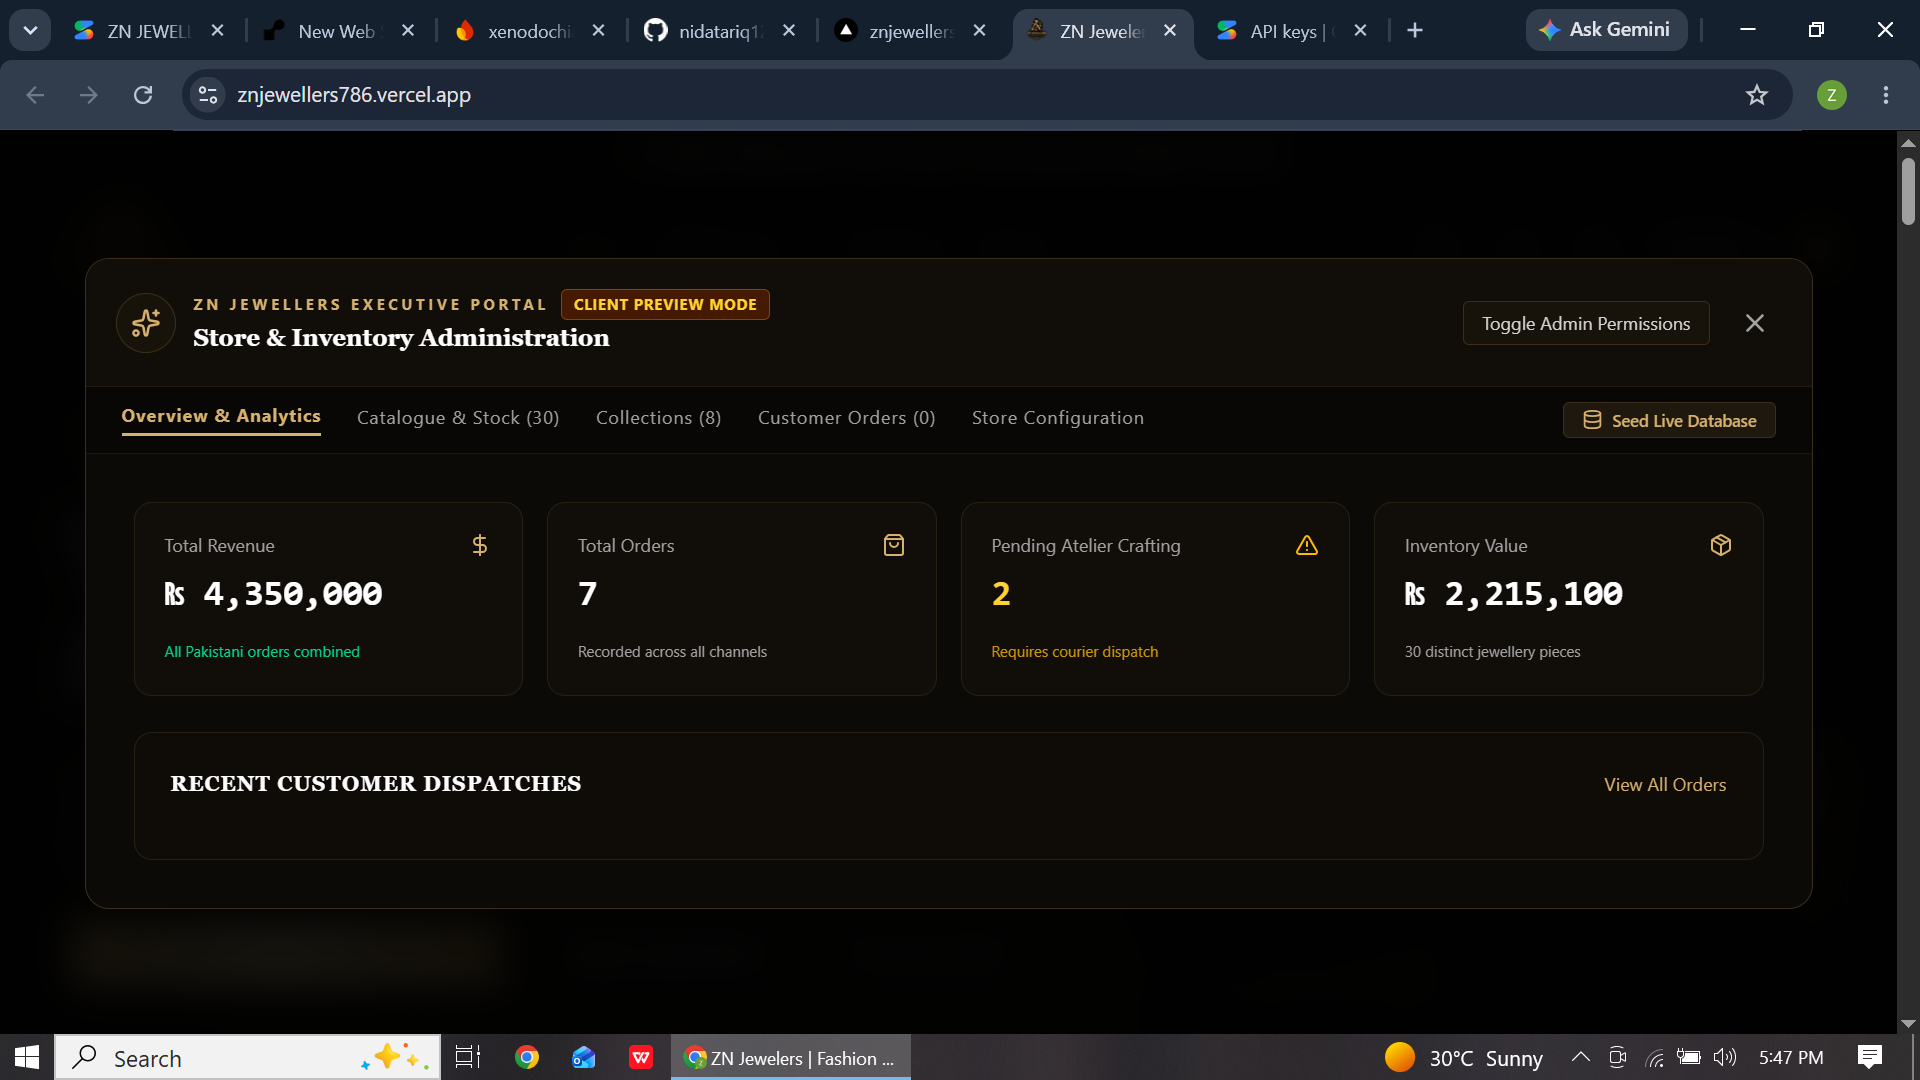 ZN JEWELL
New Web
xenodochi
nidatariq1
znjewellers
ZN Jeweler
API keys |
Ask Gemini
znjewellers786.vercel.app
Z
ZN JEWELLERS EXECUTIVE PORTAL
CLIENT PREVIEW MODE
Store & Inventory Administration
Toggle Admin Permissions
Overview & Analytics
Catalogue & Stock (30)
Collections (8)
Customer Orders (0)
Store Configuration
Seed Live Database
Total Revenue
$
Total Orders
Pending Atelier Crafting
Inventory Value
₨ 4,350,000
7
2
₨ 2,215,100
All Pakistani orders combined
Recorded across all channels
Requires courier dispatch
30 distinct jewellery pieces
RECENT CUSTOMER DISPATCHES
View All Orders
Search
ZN Jewelers | Fashion ...
30°C Sunny
5:47 PM